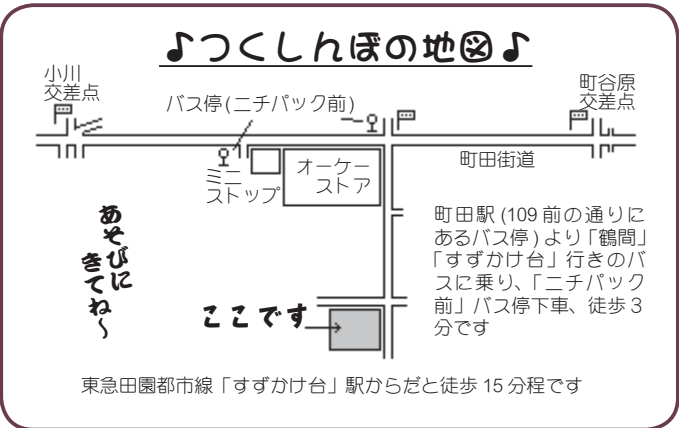 ♪つくしんぼの地図♪
小川
交差点
バス停(ニチパック前)
町谷原
交差点
ミニ
ストップ
オーケー
ストア
町田街道
あそびに
きてね～
町田駅(109前の通りに
あるバス停)より「鶴間」
「すずかけ台」行きのバ
スに乗り、「ニチパック
前」バス停下車、徒歩3
分です
ここです
東急田園都市線「すずかけ台」駅からだと徒歩15分程です